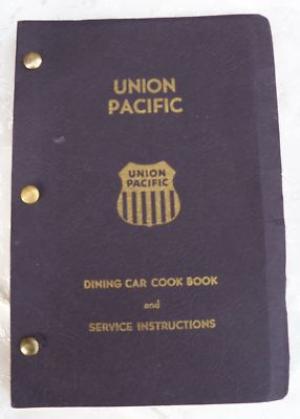 UNION
PACIFIC
UNION
PACIFIC
DINING CAR COOK BOOK
and
SERVICE INSTRUCTIONS